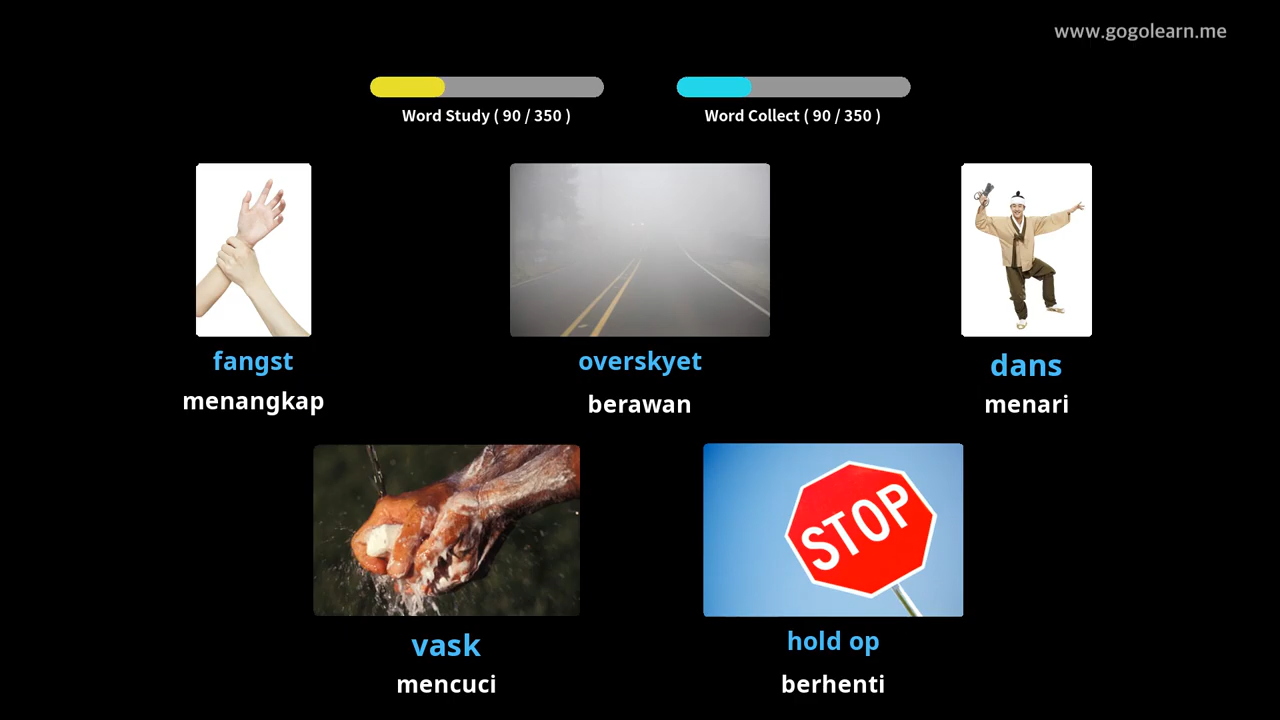 www.gogolearn.me
Word Study ( 90 / 350 )
Word Collect ( 90 / 350 )
fangst
menangkap
overskyet
berawan
dans
menari
vask
mencuci
STOP
hold op
berhenti